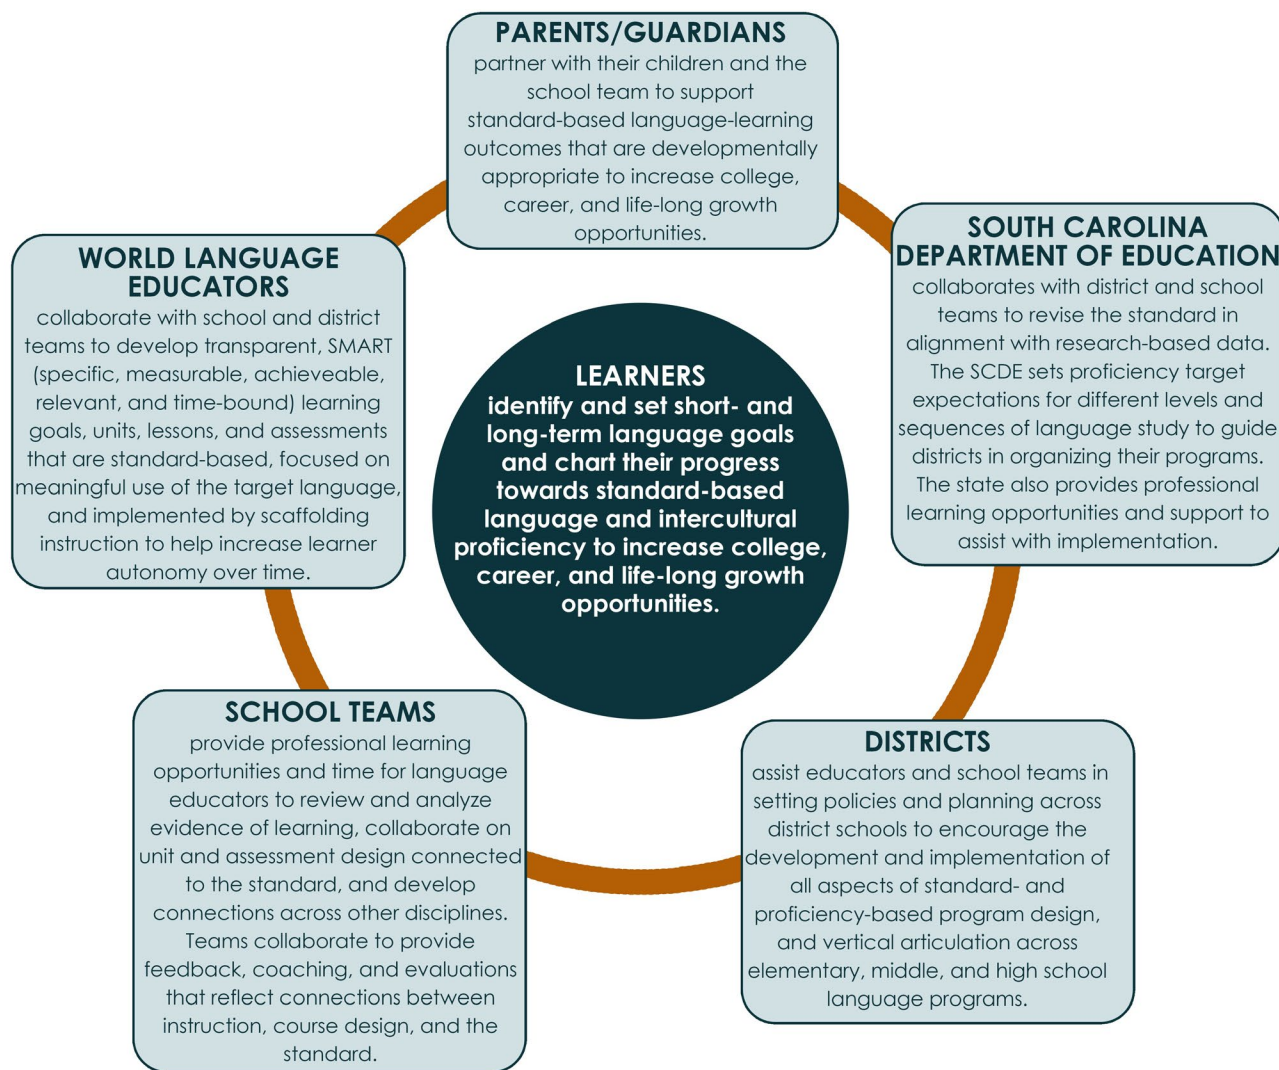 PARENTS/GUARDIANS
partner with their children and the
school team to support
standard-based language-learning
outcomes that are developmentally
appropriate to increase college,
career, and life-long growth
opportunities.
SOUTH CAROLINA
DEPARTMENT OF EDUCATION
collaborates with district and school
teams to revise the standard in
alignment with research-based data.
The SCDE sets proficiency target
expectations for different levels and
sequences of language study to guide
districts in organizing their programs.
The state also provides professional
learning opportunities and support to
assist with implementation.
WORLD LANGUAGE
EDUCATORS
collaborate with school and district
teams to develop transparent, SMART
(specific, measurable, achieveable,
relevant, and time-bound) learning
goals, units, lessons, and assessments
that are standard-based, focused on
meaningful use of the target language,
and implemented by scaffolding
instruction to help increase learner
autonomy over time.
LEARNERS
identify and set short- and
long-term language goals
and chart their progress
towards standard-based
language and intercultural
proficiency to increase college,
career, and life-long growth
opportunities.
SCHOOL TEAMS
provide professional learning
opportunities and time for language
educators to review and analyze
evidence of learning, collaborate on
unit and assessment design connected
to the standard, and develop
connections across other disciplines.
Teams collaborate to provide
feedback, coaching, and evaluations
that reflect connections between
instruction, course design, and the
standard.
DISTRICTS
assist educators and school teams in
setting policies and planning across
district schools to encourage the
development and implementation of
all aspects of standard- and
proficiency-based program design,
and vertical articulation across
elementary, middle, and high school
language programs.